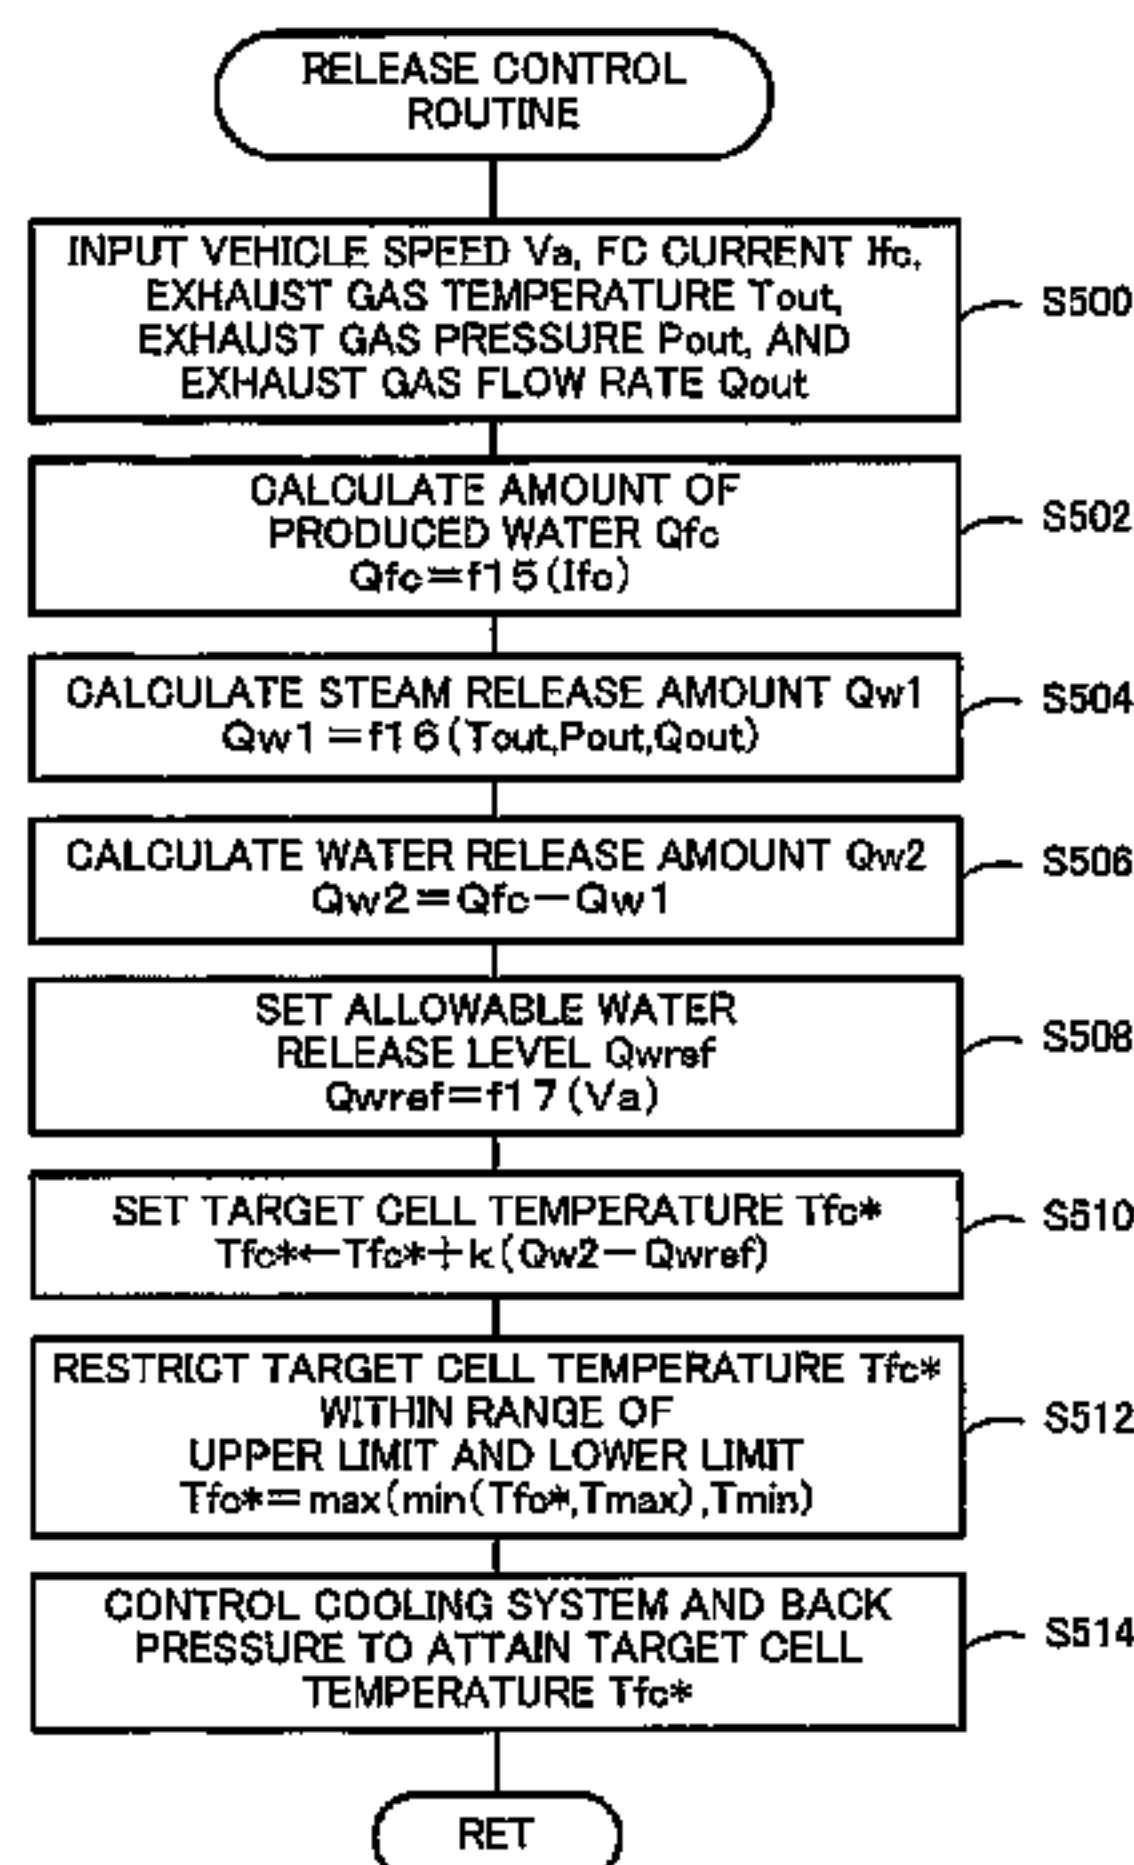 RELEASE CONTROL
ROUTINE
INPUT VEHICLE SPEED Va, FC CURRENT Ifc,
EXHAUST GAS TEMPERATURE Tout,
EXHAUST GAS PRESSURE Pout, AND
EXHAUST GAS FLOW RATE Qout
S500
CALCULATE AMOUNT OF
PRODUCED WATER Qfc
Qfc=f15(Ifc)
S502
CALCULATE STEAM RELEASE AMOUNT Qw1
Qw1=f16(Tout,Pout,Qout)
S504
CALCULATE WATER RELEASE AMOUNT Qw2
Qw2=Qfc−Qw1
S506
SET ALLOWABLE WATER
RELEASE LEVEL Qwref
Qwref=f17(Va)
S508
SET TARGET CELL TEMPERATURE Tfc*
Tfc*←Tfc*+k(Qw2−Qwref)
S510
RESTRICT TARGET CELL TEMPERATURE Tfc*
WITHIN RANGE OF
UPPER LIMIT AND LOWER LIMIT
Tfc*=max(min(Tfc*,Tmax),Tmin)
S512
CONTROL COOLING SYSTEM AND BACK
PRESSURE TO ATTAIN TARGET CELL
TEMPERATURE Tfc*
S514
RET